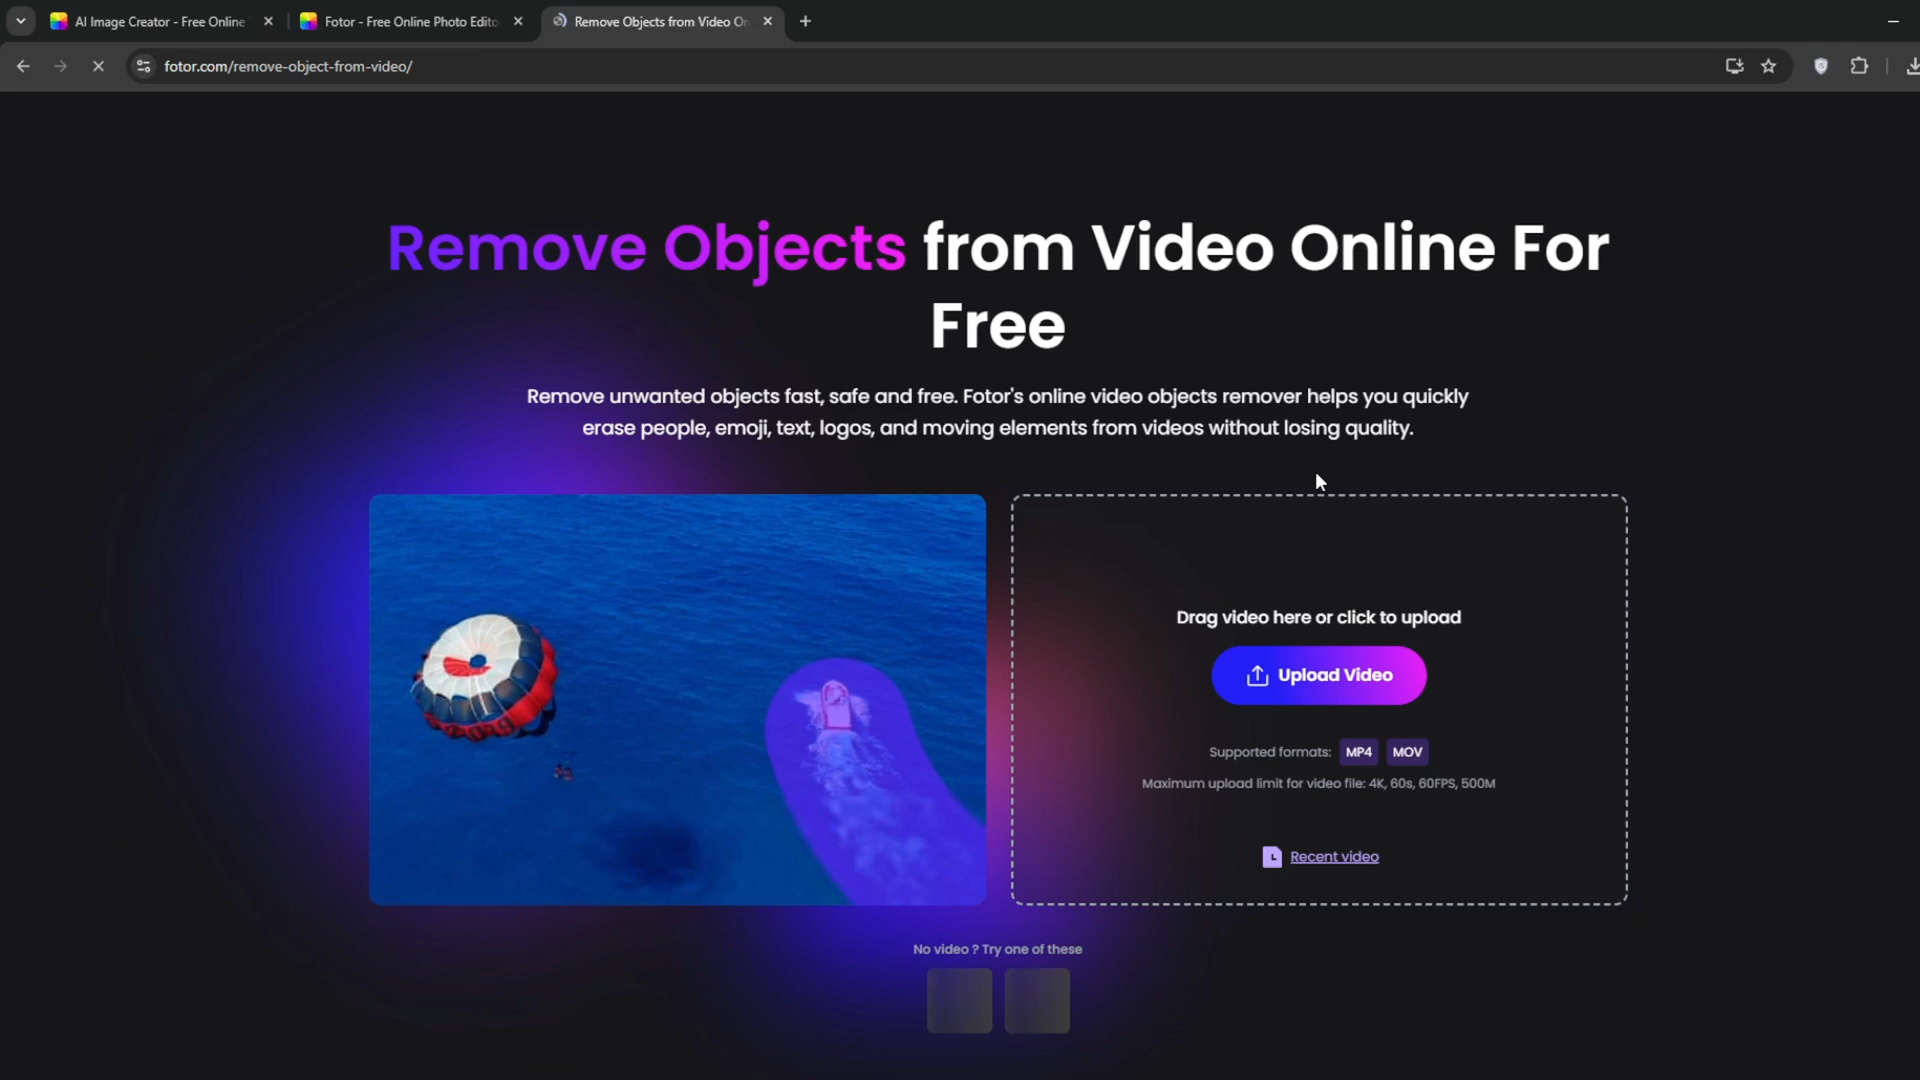 AI Image Creator - Free Online
Fotor - Free Online Photo Edito
Remove Objects from Video On
fotor.com/remove-object-from-video/
Remove Objects from Video Online For
Free
Remove unwanted objects fast, safe and free. Fotor's online video objects remover helps you quickly
erase people, emoji, text, logos, and moving elements from videos without losing quality.
Drag video here or click to upload
Upload Video
Supported formats: MP4 MOV
Maximum upload limit for video file: 4K, 60s, 60FPS, 500M
Recent video
No video ? Try one of these